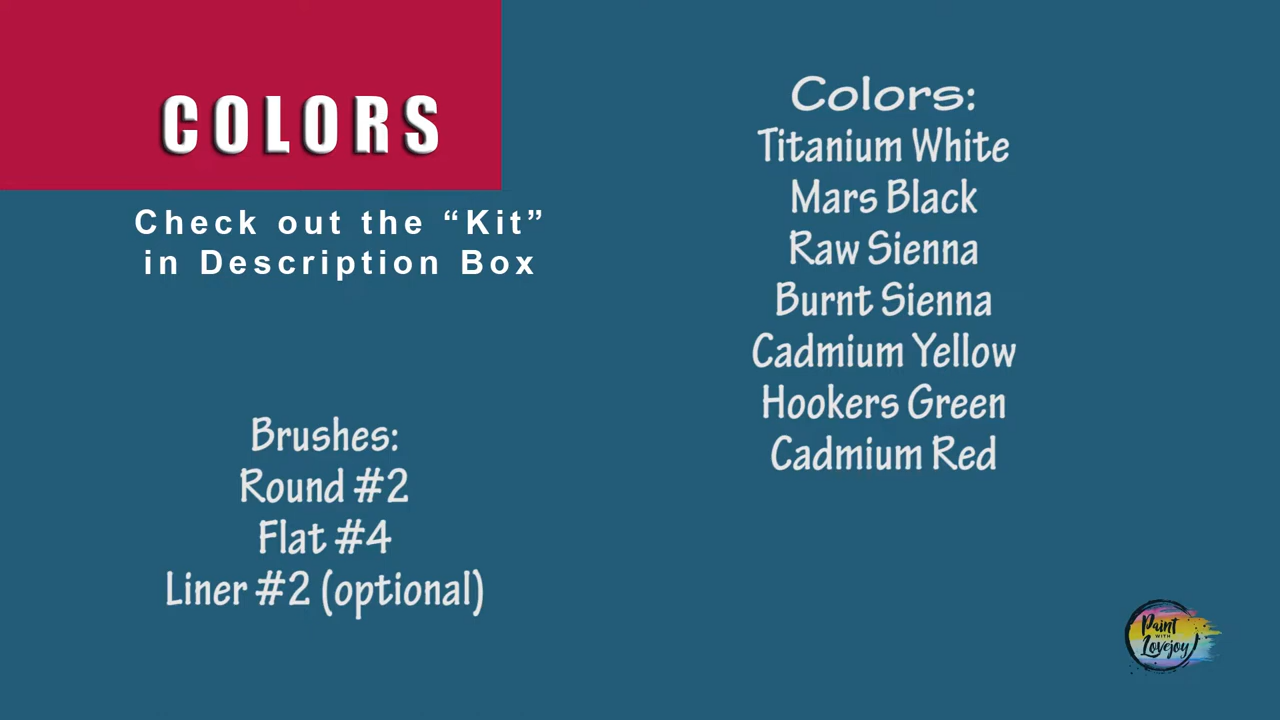 COLORS
Check out the “Kit”
in Description Box
Brushes:
Round #2
Flat #4
Liner #2 (optional)
Colors:
Titanium White
Mars Black
Raw Sienna
Burnt Sienna
Cadmium Yellow
Hookers Green
Cadmium Red
Paint
WITH
Lovejoy